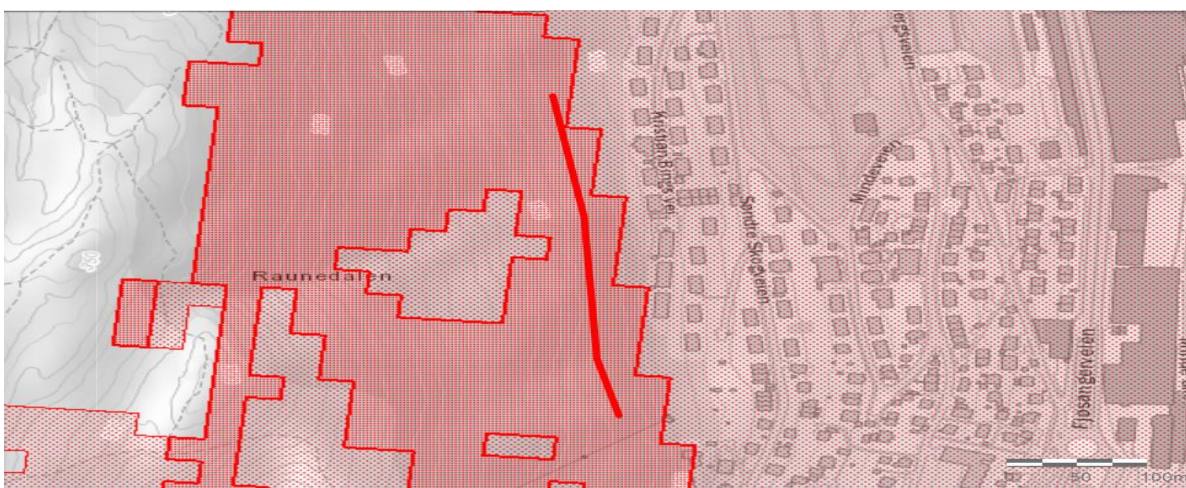 Kristian Bings vei
Søndre Skogveien
Mindeveien
Raunedalen
Fjøsangerveien
50
100m